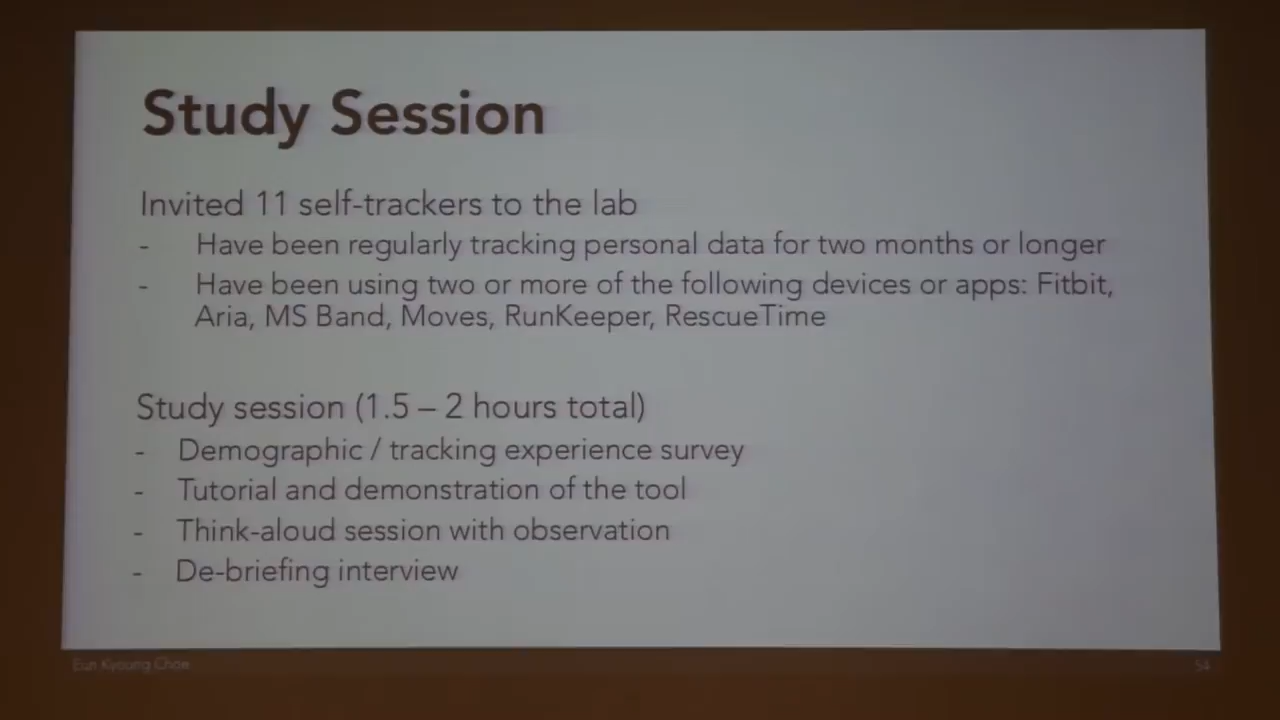 Study Session
Invited 11 self-trackers to the lab
- Have been regularly tracking personal data for two months or longer
- Have been using two or more of the following devices or apps: Fitbit,
Aria, MS Band, Moves, RunKeeper, RescueTime
Study session (1.5 – 2 hours total)
- Demographic / tracking experience survey
- Tutorial and demonstration of the tool
- Think-aloud session with observation
- De-briefing interview
Eun Kyoung Choe
54